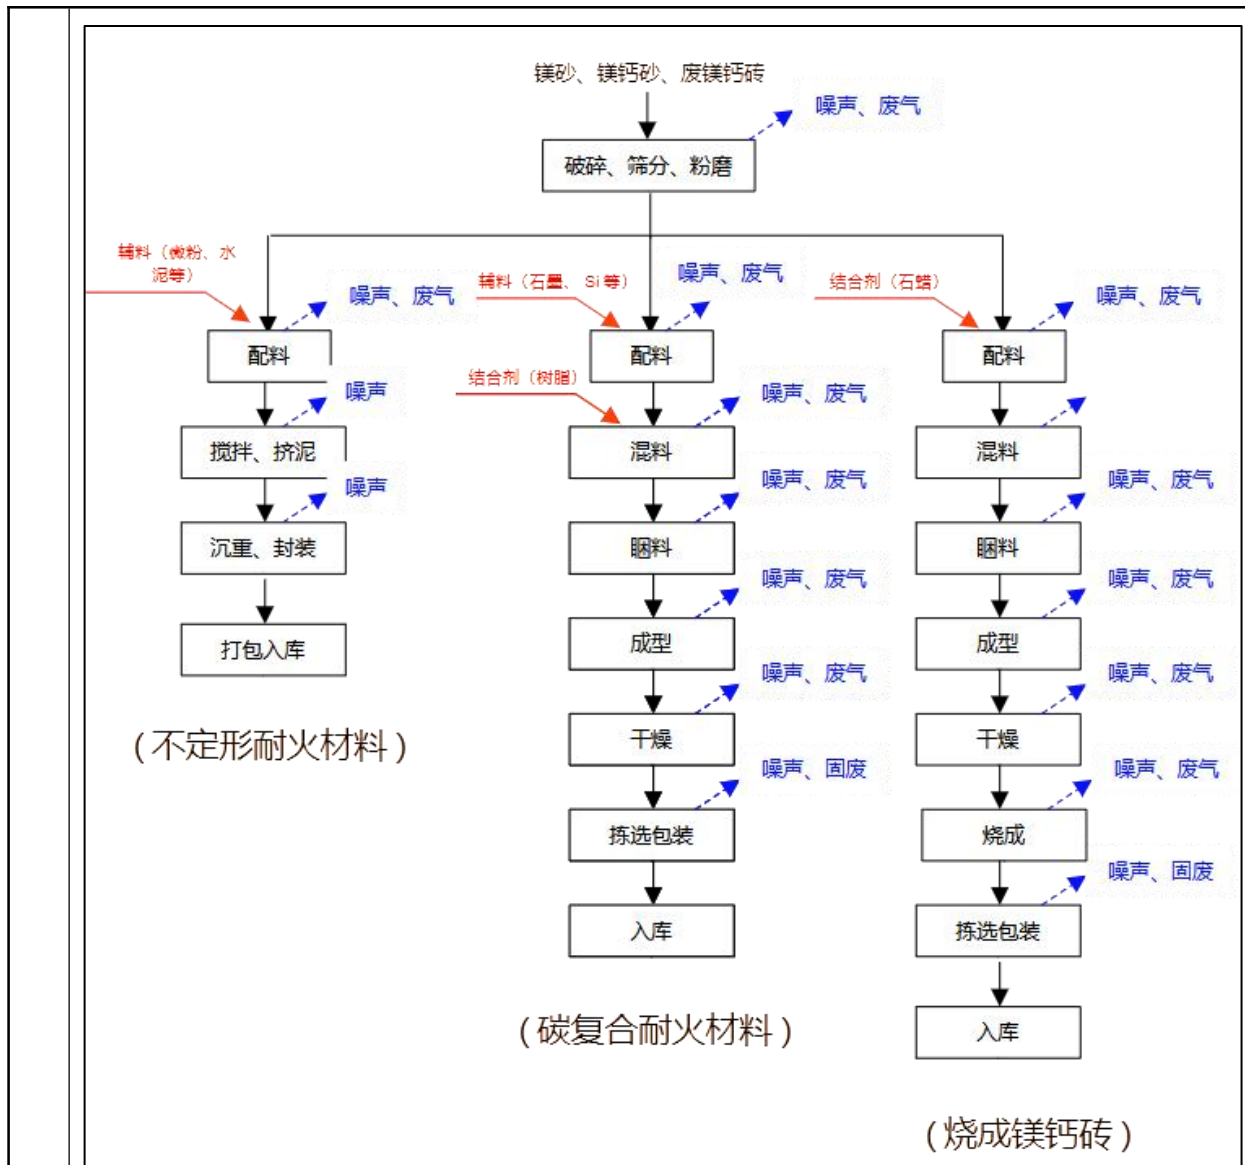 镁砂、镁钙砂、废镁钙砖
噪声、废气
破碎、筛分、粉磨
辅料（微粉、水
泥等）
噪声、废气
辅料（石墨、 Si 等）
噪声、废气
结合剂（石蜡）
噪声、废气
配料
配料
配料
噪声
结合剂（树脂）
噪声、废气
搅拌、挤泥
混料
混料
噪声
噪声、废气
噪声、废气
沉重、封装
睏料
睏料
噪声、废气
噪声、废气
打包入库
成型
成型
噪声、废气
噪声、废气
（不定形耐火材料）
干燥
干燥
噪声、固废
噪声、废气
拣选包装
烧成
噪声、固废
入库
拣选包装
（碳复合耐火材料）
入库
（烧成镁钙砖）